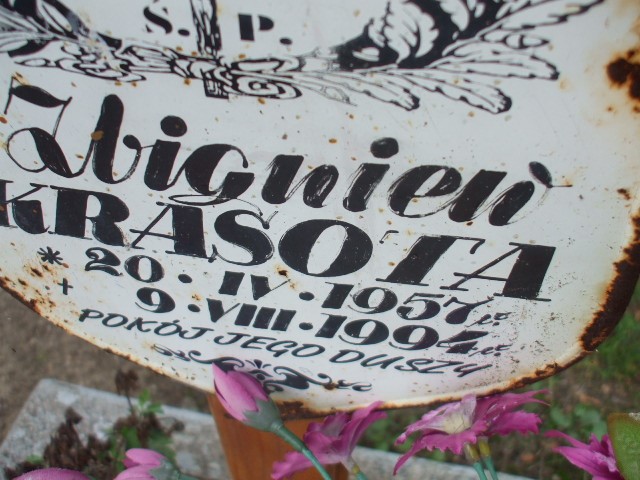 Ś. P.
Zbigniew
KRASOTA
* 20 · IV · 1957 r.
† 9 · VIII · 1994 r.
POKÓJ JEGO DUSZY